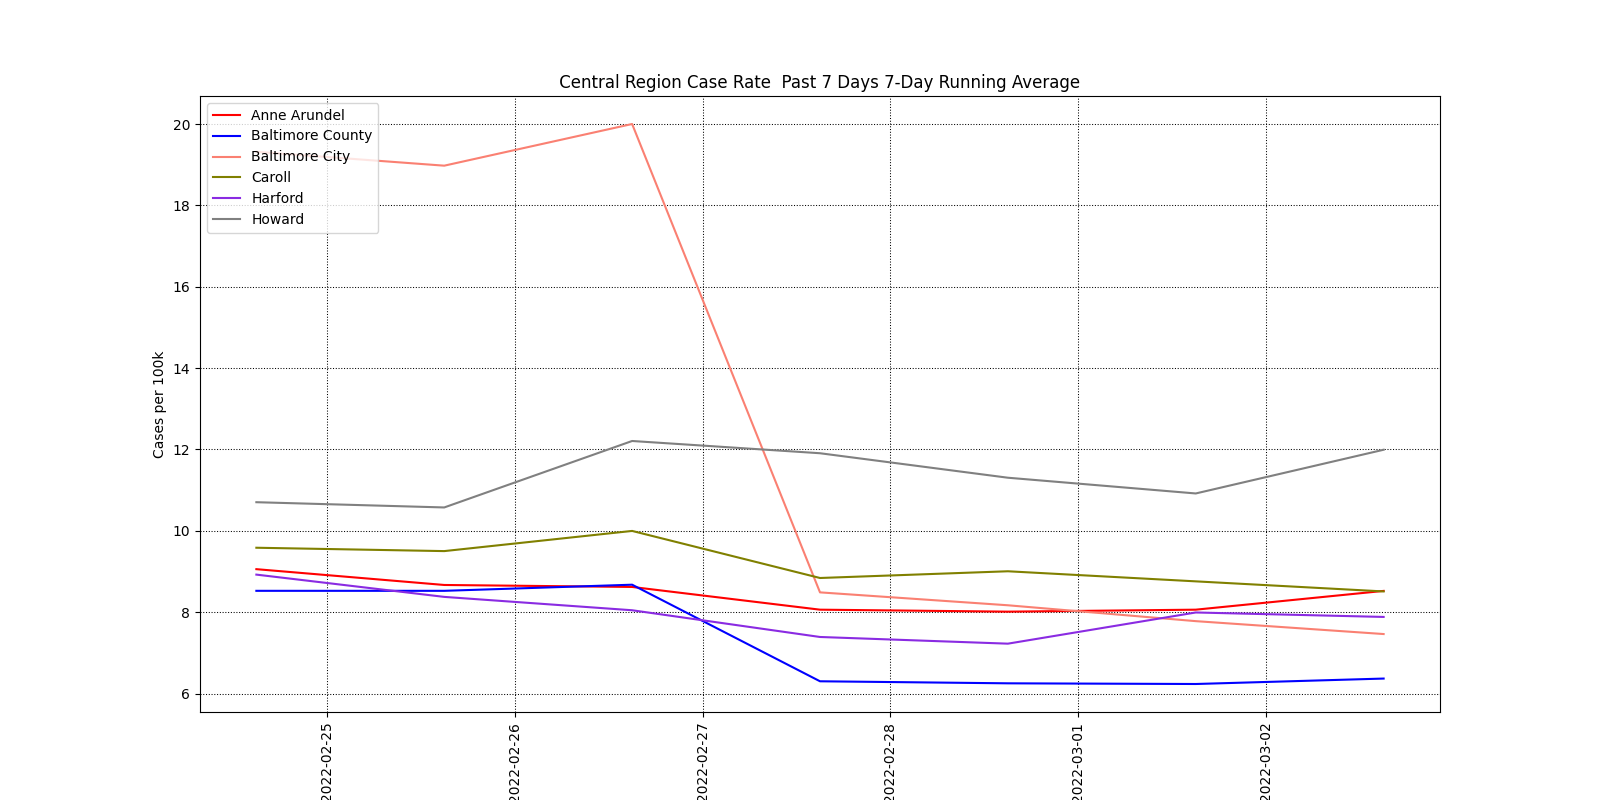 Central Region Case Rate  Past 7 Days 7-Day Running Average
Anne Arundel
Baltimore County
Baltimore City
Caroll
Harford
Howard
Cases per 100k
20
18
16
14
12
10
8
6
2022-02-25
2022-02-26
2022-02-27
2022-02-28
2022-03-01
2022-03-02